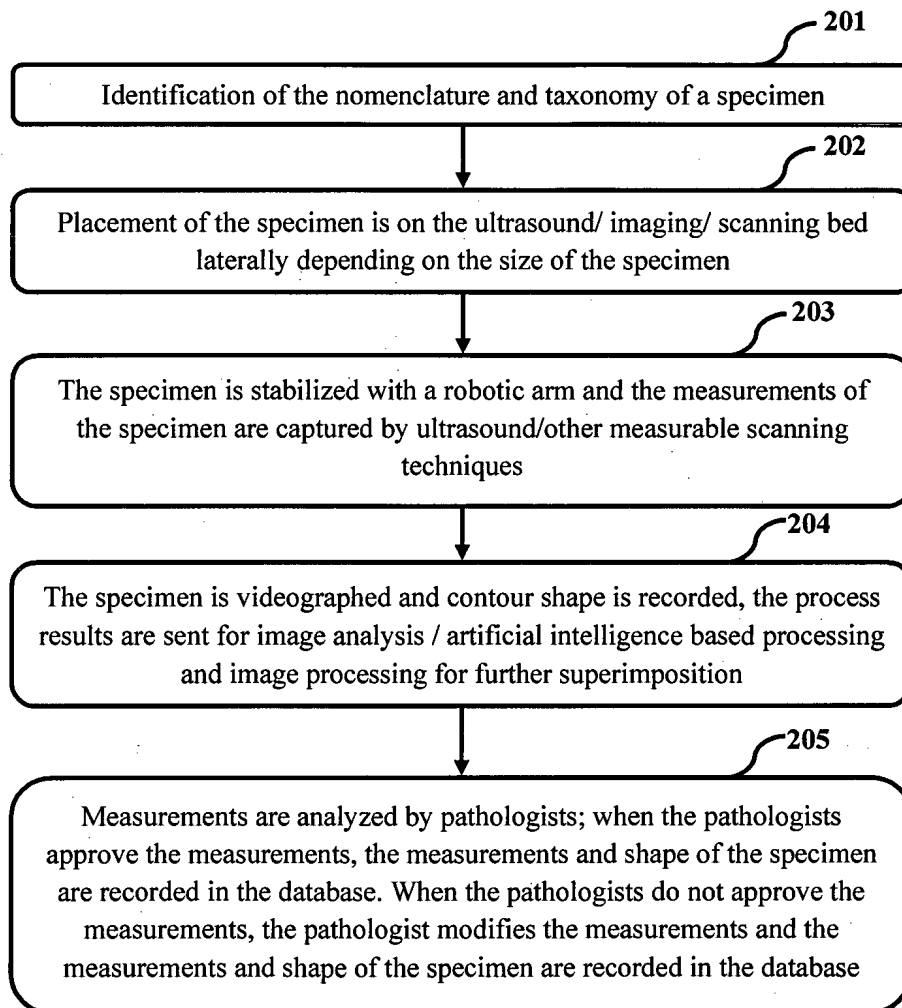 201
Identification of the nomenclature and taxonomy of a specimen
202
Placement of the specimen is on the ultrasound/ imaging/ scanning bed
laterally depending on the size of the specimen
203
The specimen is stabilized with a robotic arm and the measurements of
the specimen are captured by ultrasound/other measurable scanning
techniques
204
The specimen is videographed and contour shape is recorded, the process
results are sent for image analysis / artificial intelligence based processing
and image processing for further superimposition
205
Measurements are analyzed by pathologists; when the pathologists
approve the measurements, the measurements and shape of the specimen
are recorded in the database. When the pathologists do not approve the
measurements, the pathologist modifies the measurements and the
measurements and shape of the specimen are recorded in the database